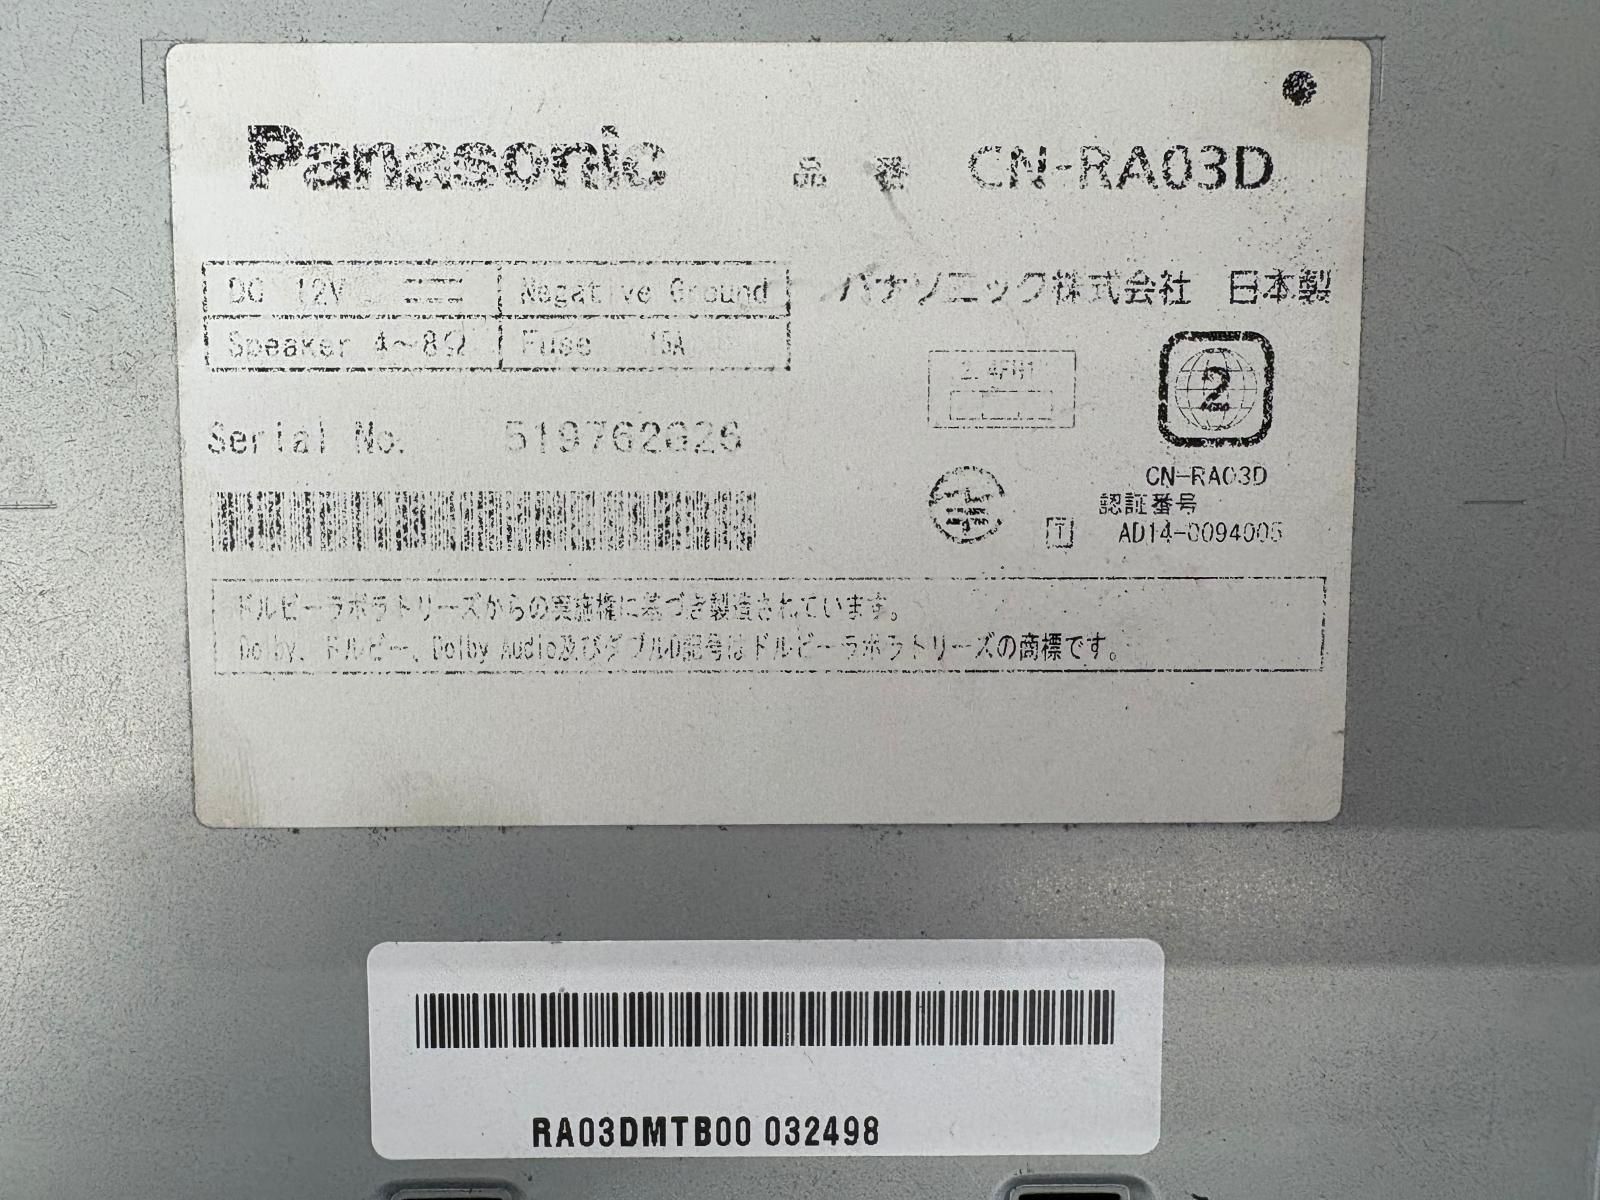 Panasonic 品番 CN-RA03D
DC 12V Negative Ground
パナソニック株式会社 日本製
Speaker 4~8Ω Fuse 15A
2.4FH1
2
Serial No. 519762026
CN-RA03D
認証番号
T AD14-0094005
ドルビーラボラトリーズからの実施権に基づき製造されています。
Dolby、ドルビー、Dolby Audio及びダブルD記号はドルビーラボラトリーズの商標です。
RA03DMTB00 032498